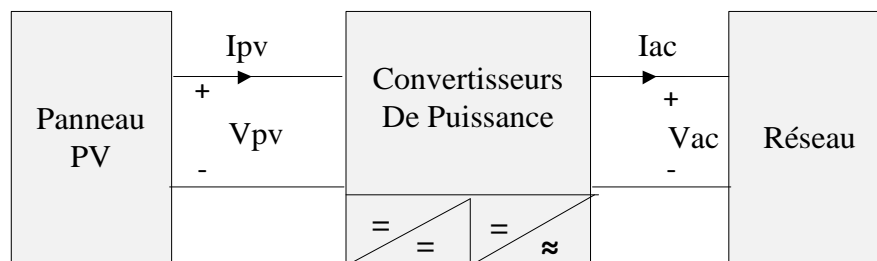 Panneau
PV
Ipv
+
Vpv
-
Convertisseurs
De Puissance
=
=
=
≈
Iac
+
Vac
-
Réseau